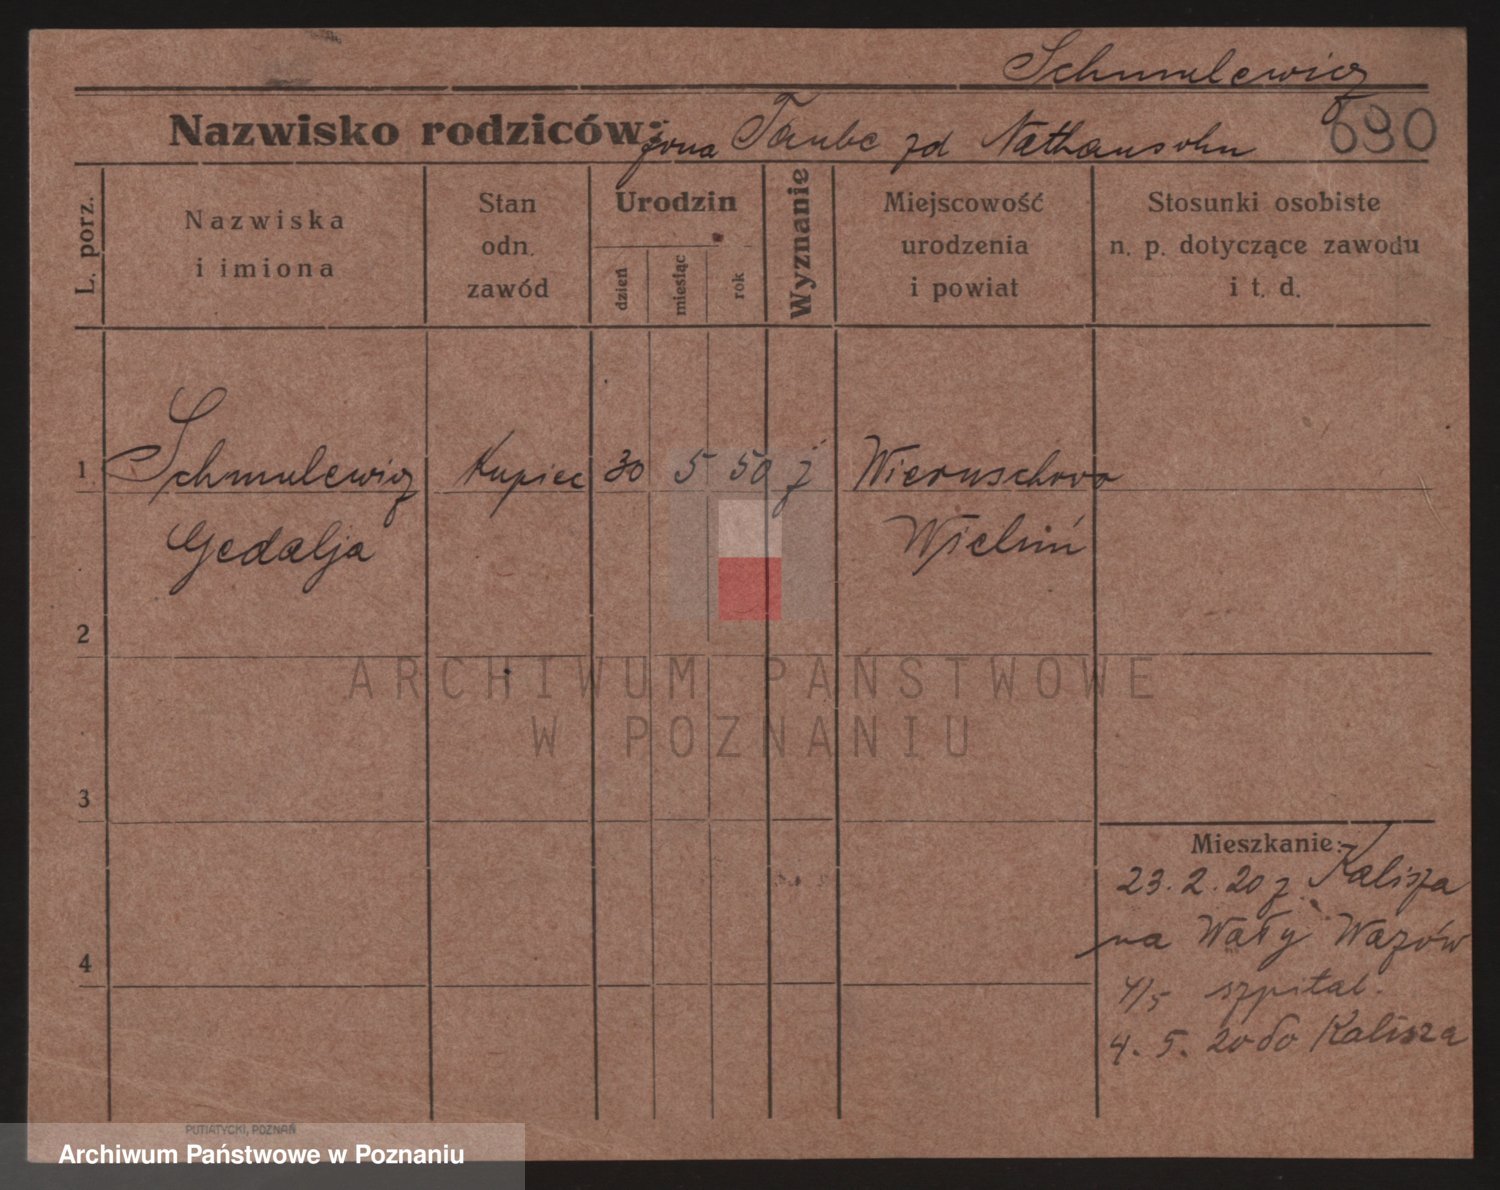 Schmulewicz
Nazwisko rodziców: żona Taube zd Nathansohn
690
L. porz.
Nazwiska
i imiona
Stan
odn.
zawód
Urodzin
dzień
miesiąc
rok
Wyznanie
Miejscowość
urodzenia
i powiat
Stosunki osobiste
n. p. dotyczące zawodu
i t. d.
1 Schmulewicz Kupiec 30 5 50 j Wieruschovo
Gedalja Wieluń
2
ARCHIWUM PAŃSTWOWE
W POZNANIU
3
Mieszkanie:
23. 2. 20 z Kalisza
na Wały Wazów
4
4/5 szpital.
4. 5. 20 do Kalisza
PUTIATYCKI, POZNAŃ
Archiwum Państwowe w Poznaniu